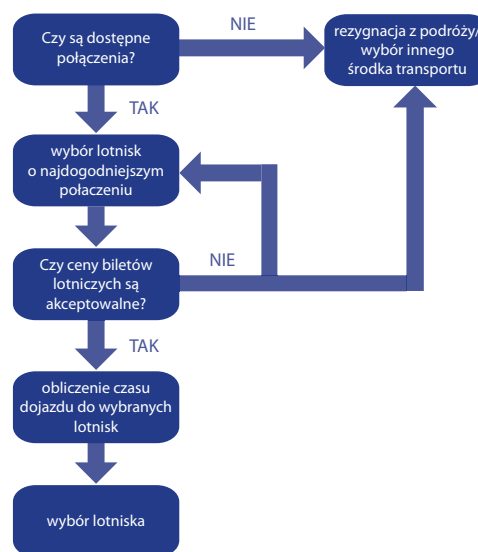 Czy są dostępne
połączenia?
NIE
rezygnacja z podróży/
wybór innego
środka transportu
TAK
wybór lotnisk
o najdogodniejszym
połaczeniu
Czy ceny biletów
lotniczych są
akceptowalne?
NIE
TAK
obliczenie czasu
dojazdu do wybranych
lotnisk
wybór lotniska